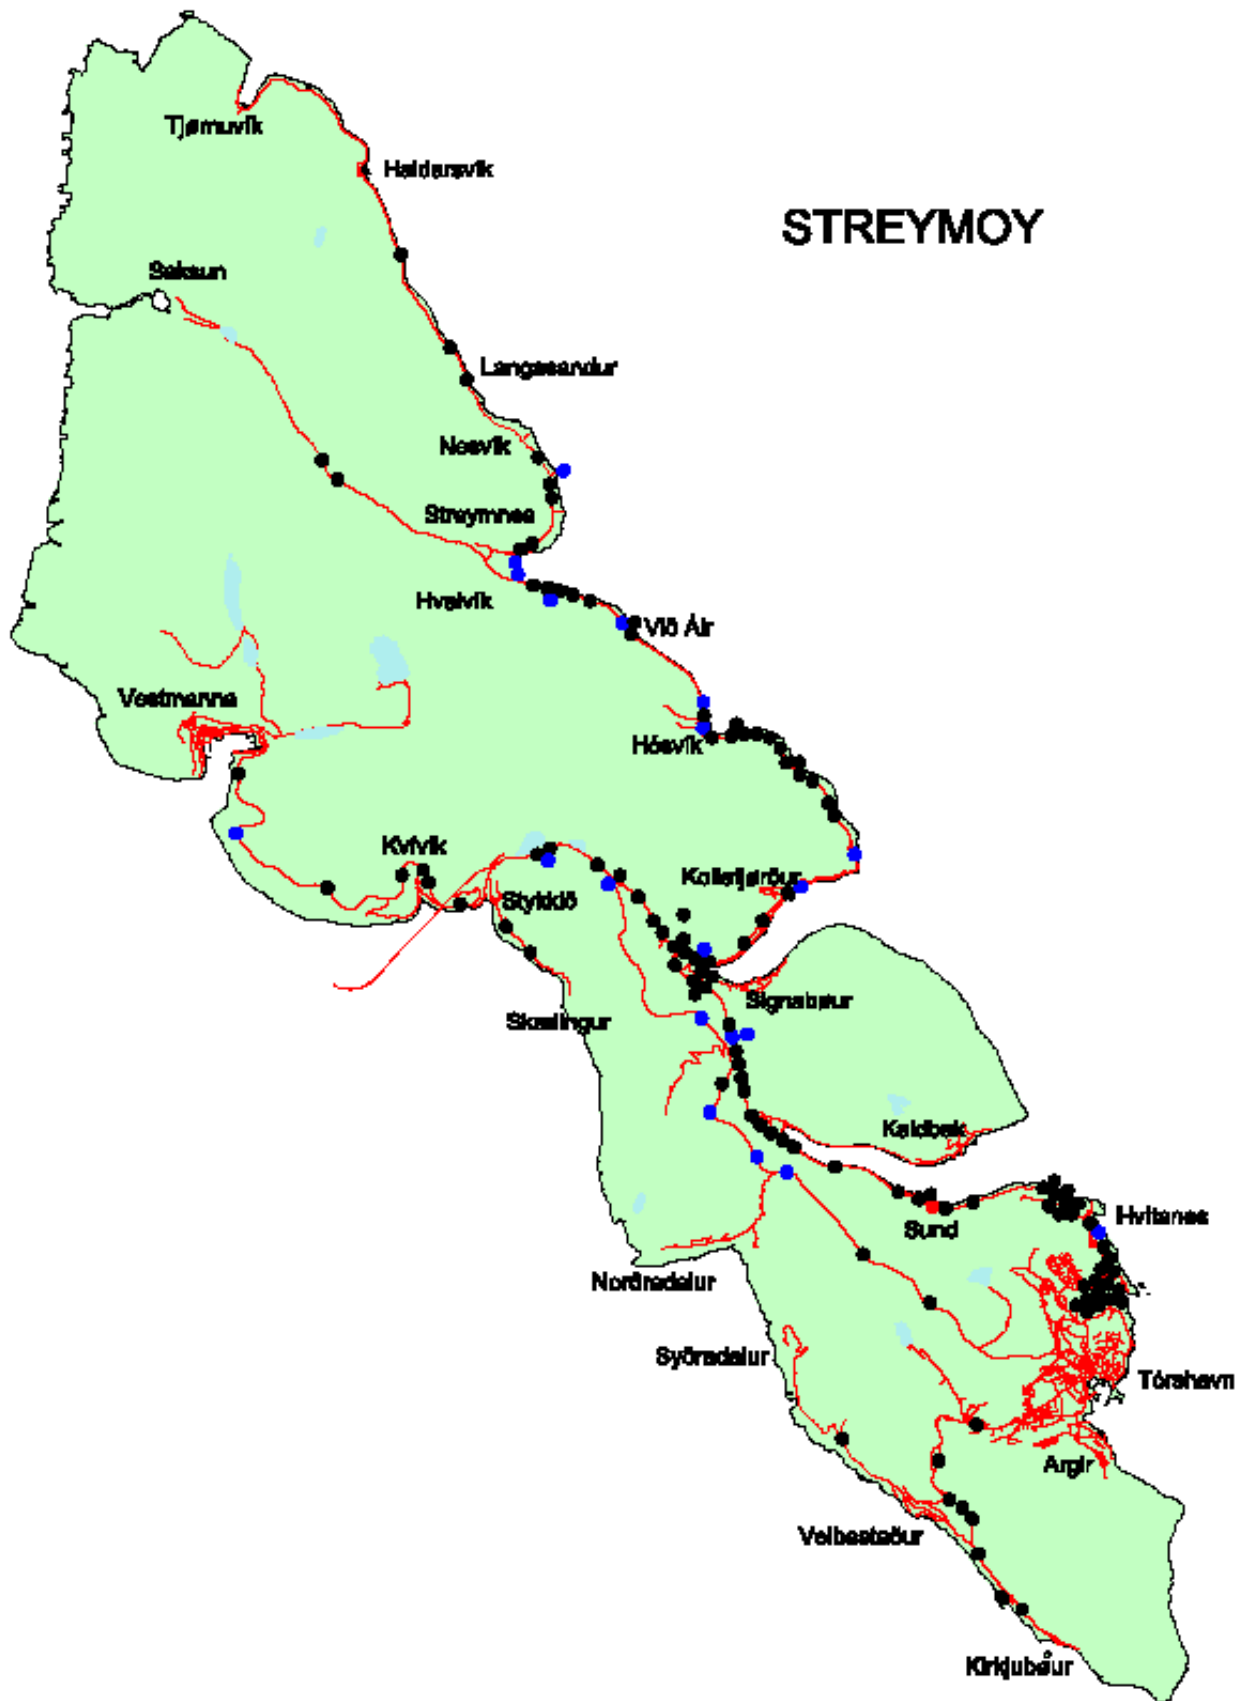 Tjørnuvík
Haldarsvík
STREYMOY
Saksun
Langasandur
Nesvík
Streymnes
Hvalvík
Við Áir
Vestmanna
Hósvík
Kvívík
Kollafjørður
Stykkið
Signabøur
Skælingur
Kaldbak
Hvítanes
Sund
Norðradalur
Syðradalur
Tórshavn
Argir
Velbastaður
Kirkjubøur